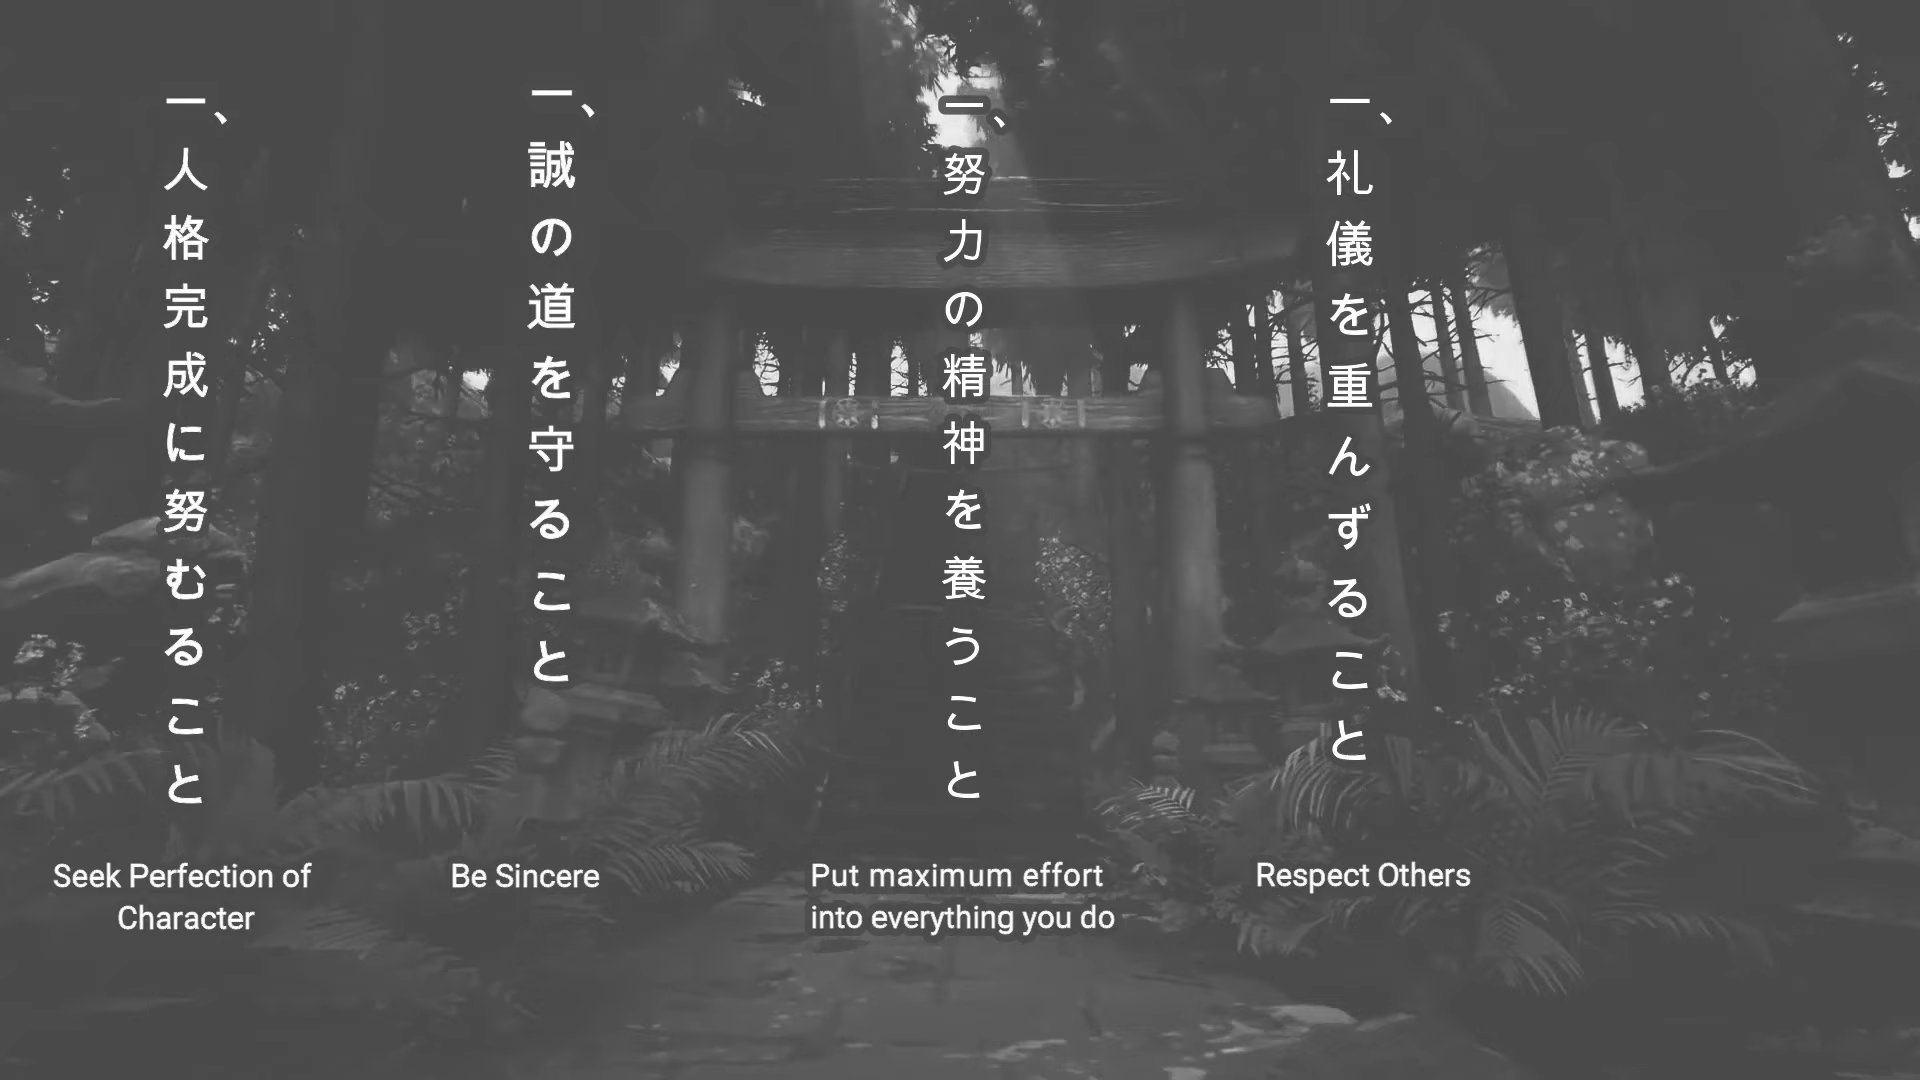 一、人格完成に努むること
Seek Perfection of
Character
一、誠の道を守ること
Be Sincere
一、努力の精神を養うこと
Put maximum effort
into everything you do
一、礼儀を重んずること
Respect Others